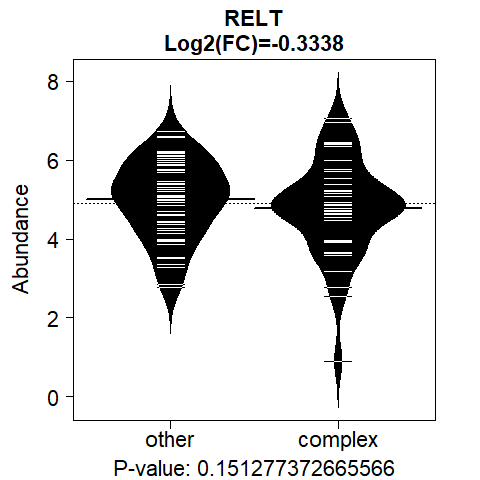 RELT
Log2(FC)=-0.3338
8
6
4
2
0
Abundance
other complex
P-value: 0.151277372665566